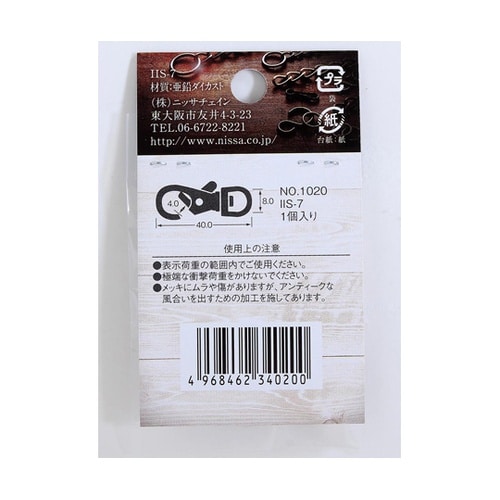 IIS-7
材質:亜鉛ダイカスト
(株)ニッサチェイン
東大阪市友井4-3-23
TEL.06-6722-8221
http://www.nissa.co.jp/
プラ
袋
紙
台紙:紙
4.0
8.0
40.0
NO.1020
IIS-7
1個入り
使用上の注意
●表示荷重の範囲内でご使用ください。
●極端な衝撃荷重をかけないでください。
●メッキにムラや傷がありますが、アンティークな
風合いを出すための加工を施してあります。
4 968462 340200